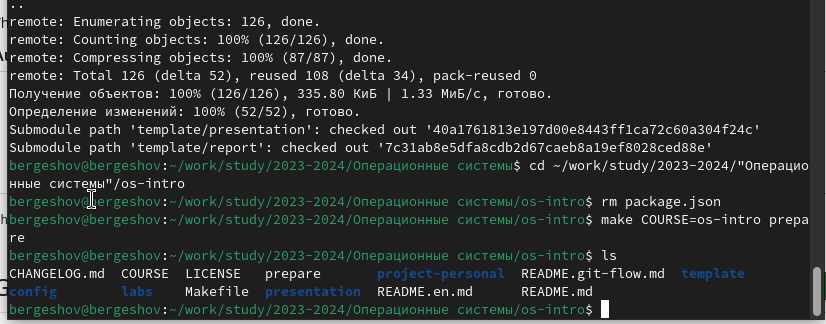 ..
remote: Enumerating objects: 126, done.
remote: Counting objects: 100% (126/126), done.
remote: Compressing objects: 100% (87/87), done.
remote: Total 126 (delta 52), reused 108 (delta 34), pack-reused 0
Получение объектов: 100% (126/126), 335.80 КиБ | 1.33 МиБ/с, готово.
Определение изменений: 100% (52/52), готово.
Submodule path 'template/presentation': checked out '40a1761813e197d00e8443ff1ca72c60a304f24c'
Submodule path 'template/report': checked out '7c31ab8e5dfa8cdb2d67caeb8a19ef8028ced88e'
bergeshov@bergeshov:~/work/study/2023-2024/Операционные системы$ cd ~/work/study/2023-2024/"Операцио
нные системы"/os-intro
bergeshov@bergeshov:~/work/study/2023-2024/Операционные системы/os-intro$ rm package.json
bergeshov@bergeshov:~/work/study/2023-2024/Операционные системы/os-intro$ make COURSE=os-intro prepa
re
bergeshov@bergeshov:~/work/study/2023-2024/Операционные системы/os-intro$ ls
CHANGELOG.md COURSE LICENSE prepare project-personal README.git-flow.md template
config labs Makefile presentation README.en.md README.md
bergeshov@bergeshov:~/work/study/2023-2024/Операционные системы/os-intro$